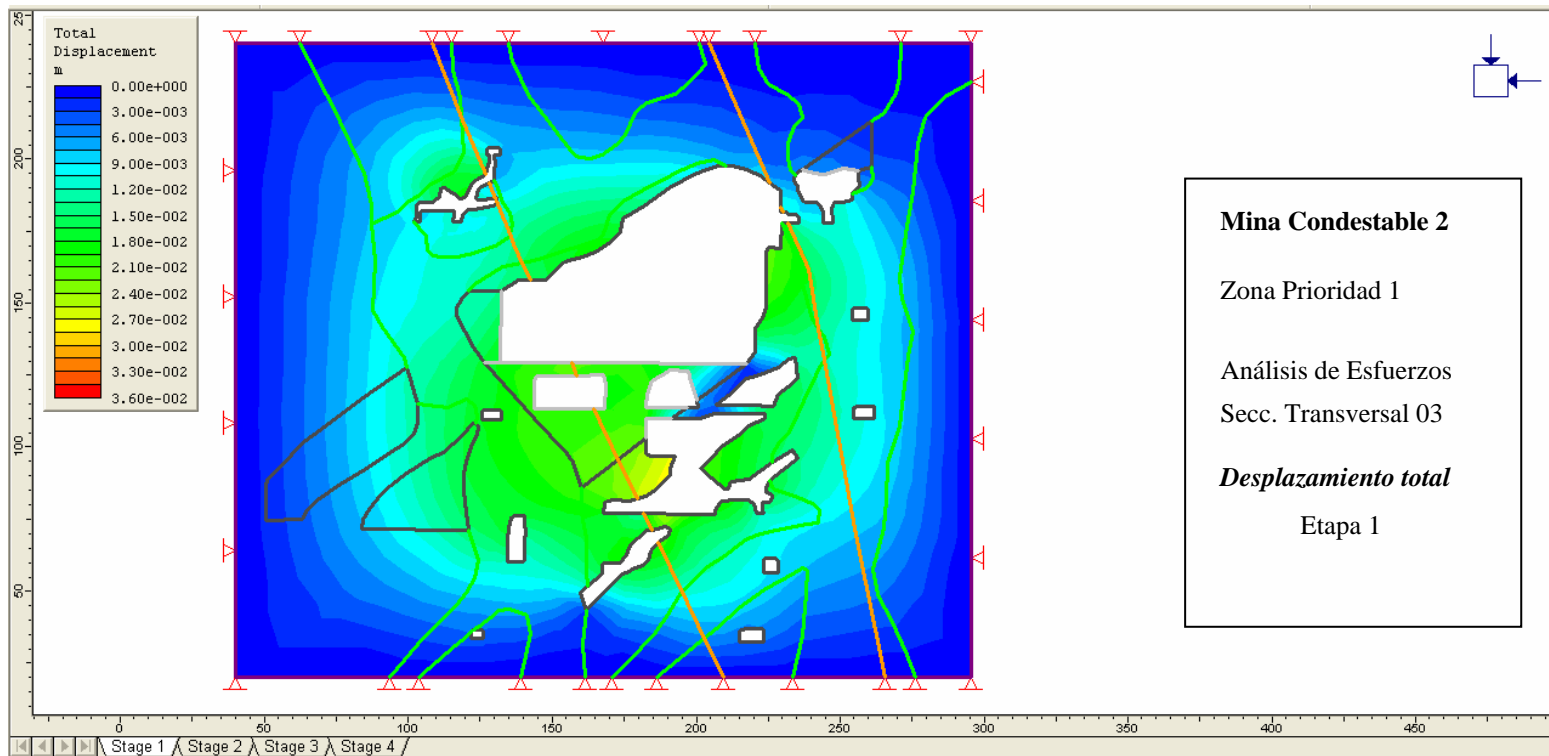 Total
Displacement
m
0.00e+000
3.00e-003
6.00e-003
9.00e-003
1.20e-002
1.50e-002
1.80e-002
2.10e-002
2.40e-002
2.70e-002
3.00e-002
3.30e-002
3.60e-002
25
200
150
100
50
0
50
100
150
200
250
300
350
400
450
Mina Condestable 2
Zona Prioridad 1
Análisis de Esfuerzos
Secc. Transversal 03
Desplazamiento total
Etapa 1
Stage 1
Stage 2
Stage 3
Stage 4